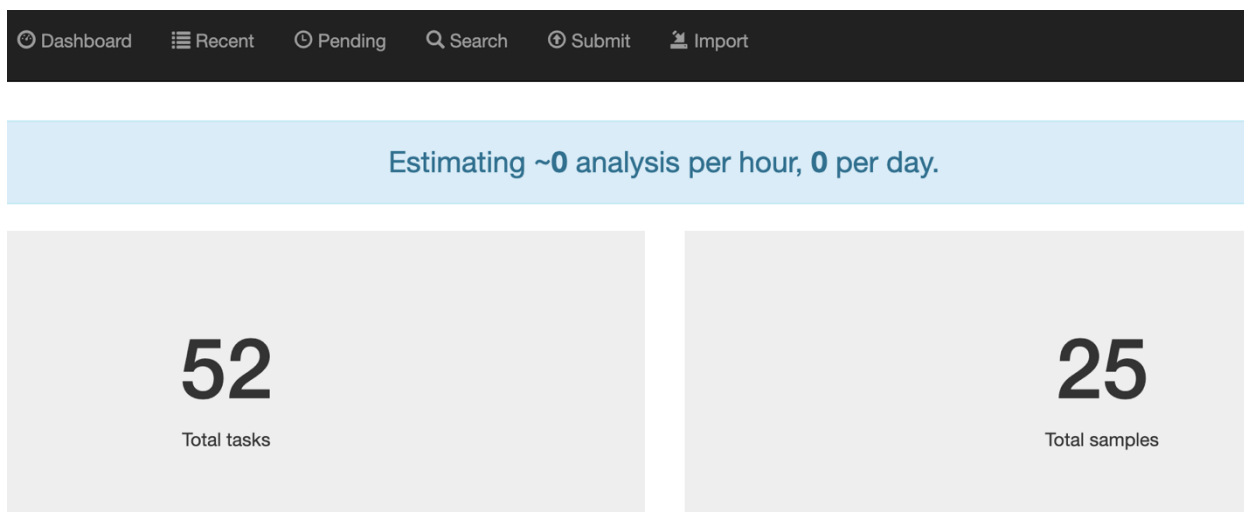 Dashboard Recent Pending Search Submit Import
Estimating ~0 analysis per hour, 0 per day.
52
Total tasks
25
Total samples